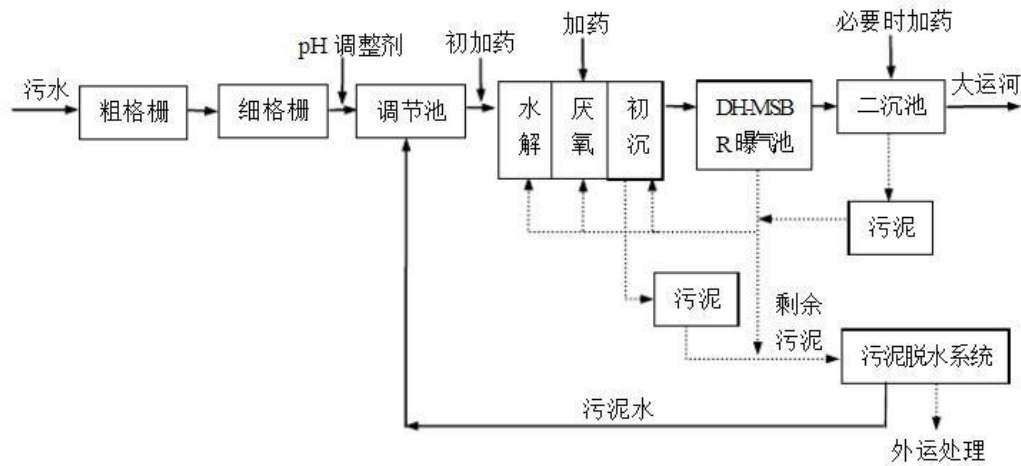 必要时加药
加药
pH 调整剂
初加药
污水
大运河
粗格栅
细格栅
调节池
水解
厌氧
初沉
DH-MSB
R 曝气池
二沉池
污泥
污泥
剩余
污泥
污泥脱水系统
污泥水
外运处理